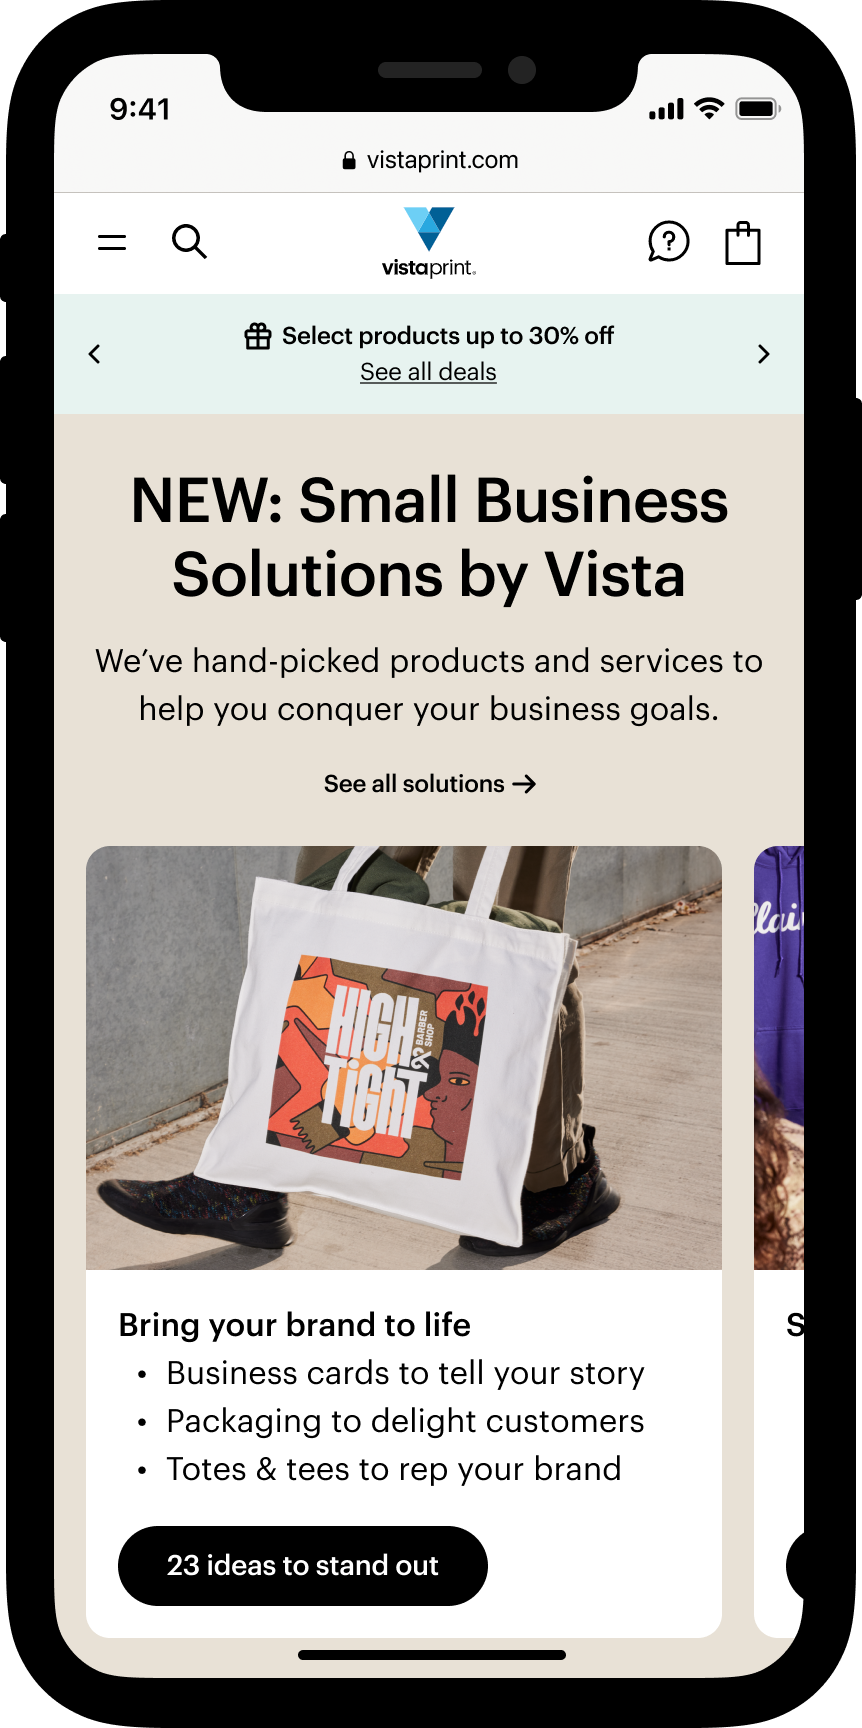 9:41
vistaprint.com
vistaprint.
Select products up to 30% off
See all deals
NEW: Small Business
Solutions by Vista
We’ve hand-picked products and services to
help you conquer your business goals.
See all solutions →
HIGH
TIGhT
BARBER
SHOP
Bring your brand to life
• Business cards to tell your story
• Packaging to delight customers
• Totes & tees to rep your brand
23 ideas to stand out
S